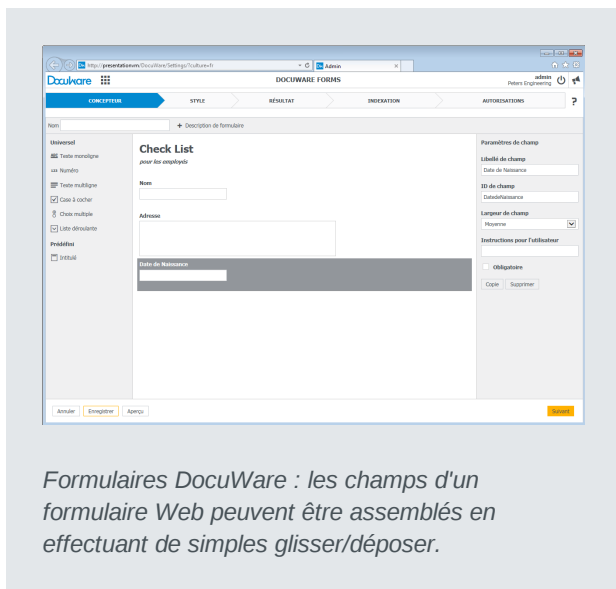 http://presentationvm/DocuWare/Settings/?culture=fr
Dw Admin
DocuWare
DOCUWARE FORMS
admin
Peters Engineering
CONCEPTEUR
STYLE
RÉSULTAT
INDEXATION
AUTORISATIONS
?
Nom
+ Description de formulaire
Universel
Texte monoligne
Numéro
Texte multiligne
Case à cocher
Choix multiple
Liste déroulante
Prédéfini
Intitulé
Check List
pour les employés
Nom
Adresse
Date de Naissance
Paramètres de champ
Libellé de champ
Date de Naissance
ID de champ
DatedeNaissance
Largeur de champ
Moyenne
Instructions pour l'utilisateur
Obligatoire
Copie Supprimer
Annuler Enregistrer Aperçu
Suivant
Formulaires DocuWare : les champs d'un
formulaire Web peuvent être assemblés en
effectuant de simples glisser/déposer.